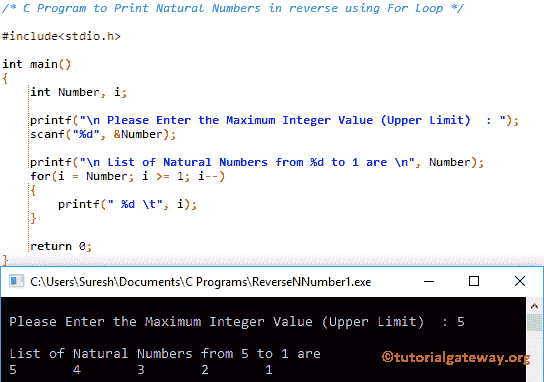 /* C Program to Print Natural Numbers in reverse using For Loop */
#include<stdio.h>
int main()
{
int Number, i;
printf("\n Please Enter the Maximum Integer Value (Upper Limit)  : ");
scanf("%d", &Number);
printf("\n List of Natural Numbers from %d to 1 are \n", Number);
for(i = Number; i >= 1; i--)
{
printf(" %d \t", i);
}
return 0;
}
C:\Users\Suresh\Documents\C Programs\ReverseNNumber1.exe
Please Enter the Maximum Integer Value (Upper Limit)  : 5
List of Natural Numbers from 5 to 1 are
5 4 3 2 1
©tutorialgateway.org